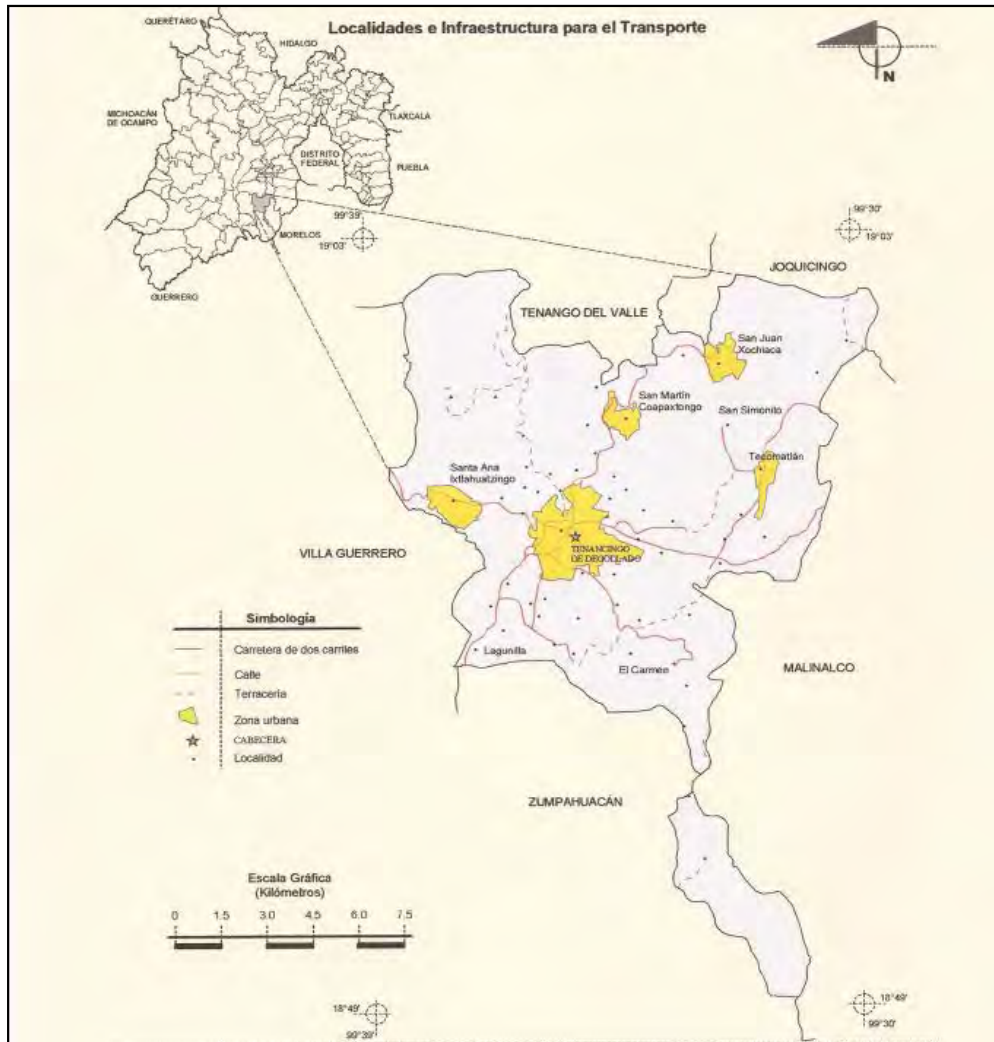 Localidades e Infraestructura para el Transporte
QUERÉTARO
HIDALGO
MICHOACÁN
DE OCAMPO
TLAXCALA
DISTRITO
FEDERAL
PUEBLA
MORELOS
GUERRERO
N
99°39'
19°03'
99°30'
19°03'
JOQUICINGO
TENANGO DEL VALLE
San Juan
Xochiaca
San Martín
Coapaxtongo
San Simonito
Tecomatlán
Santa Ana
Ixtlahuatzingo
TENANCINGO
DE DEGOLLADO
VILLA GUERRERO
Lagunilla
El Carmen
MALINALCO
ZUMPAHUACÁN
Simbología
Carretera de dos carriles
Calle
Terracería
Zona urbana
CABECERA
Localidad
Escala Gráfica
(Kilómetros)
0 1.5 3.0 4.5 6.0 7.5
18°49'
99°39'
18°49'
99°30'